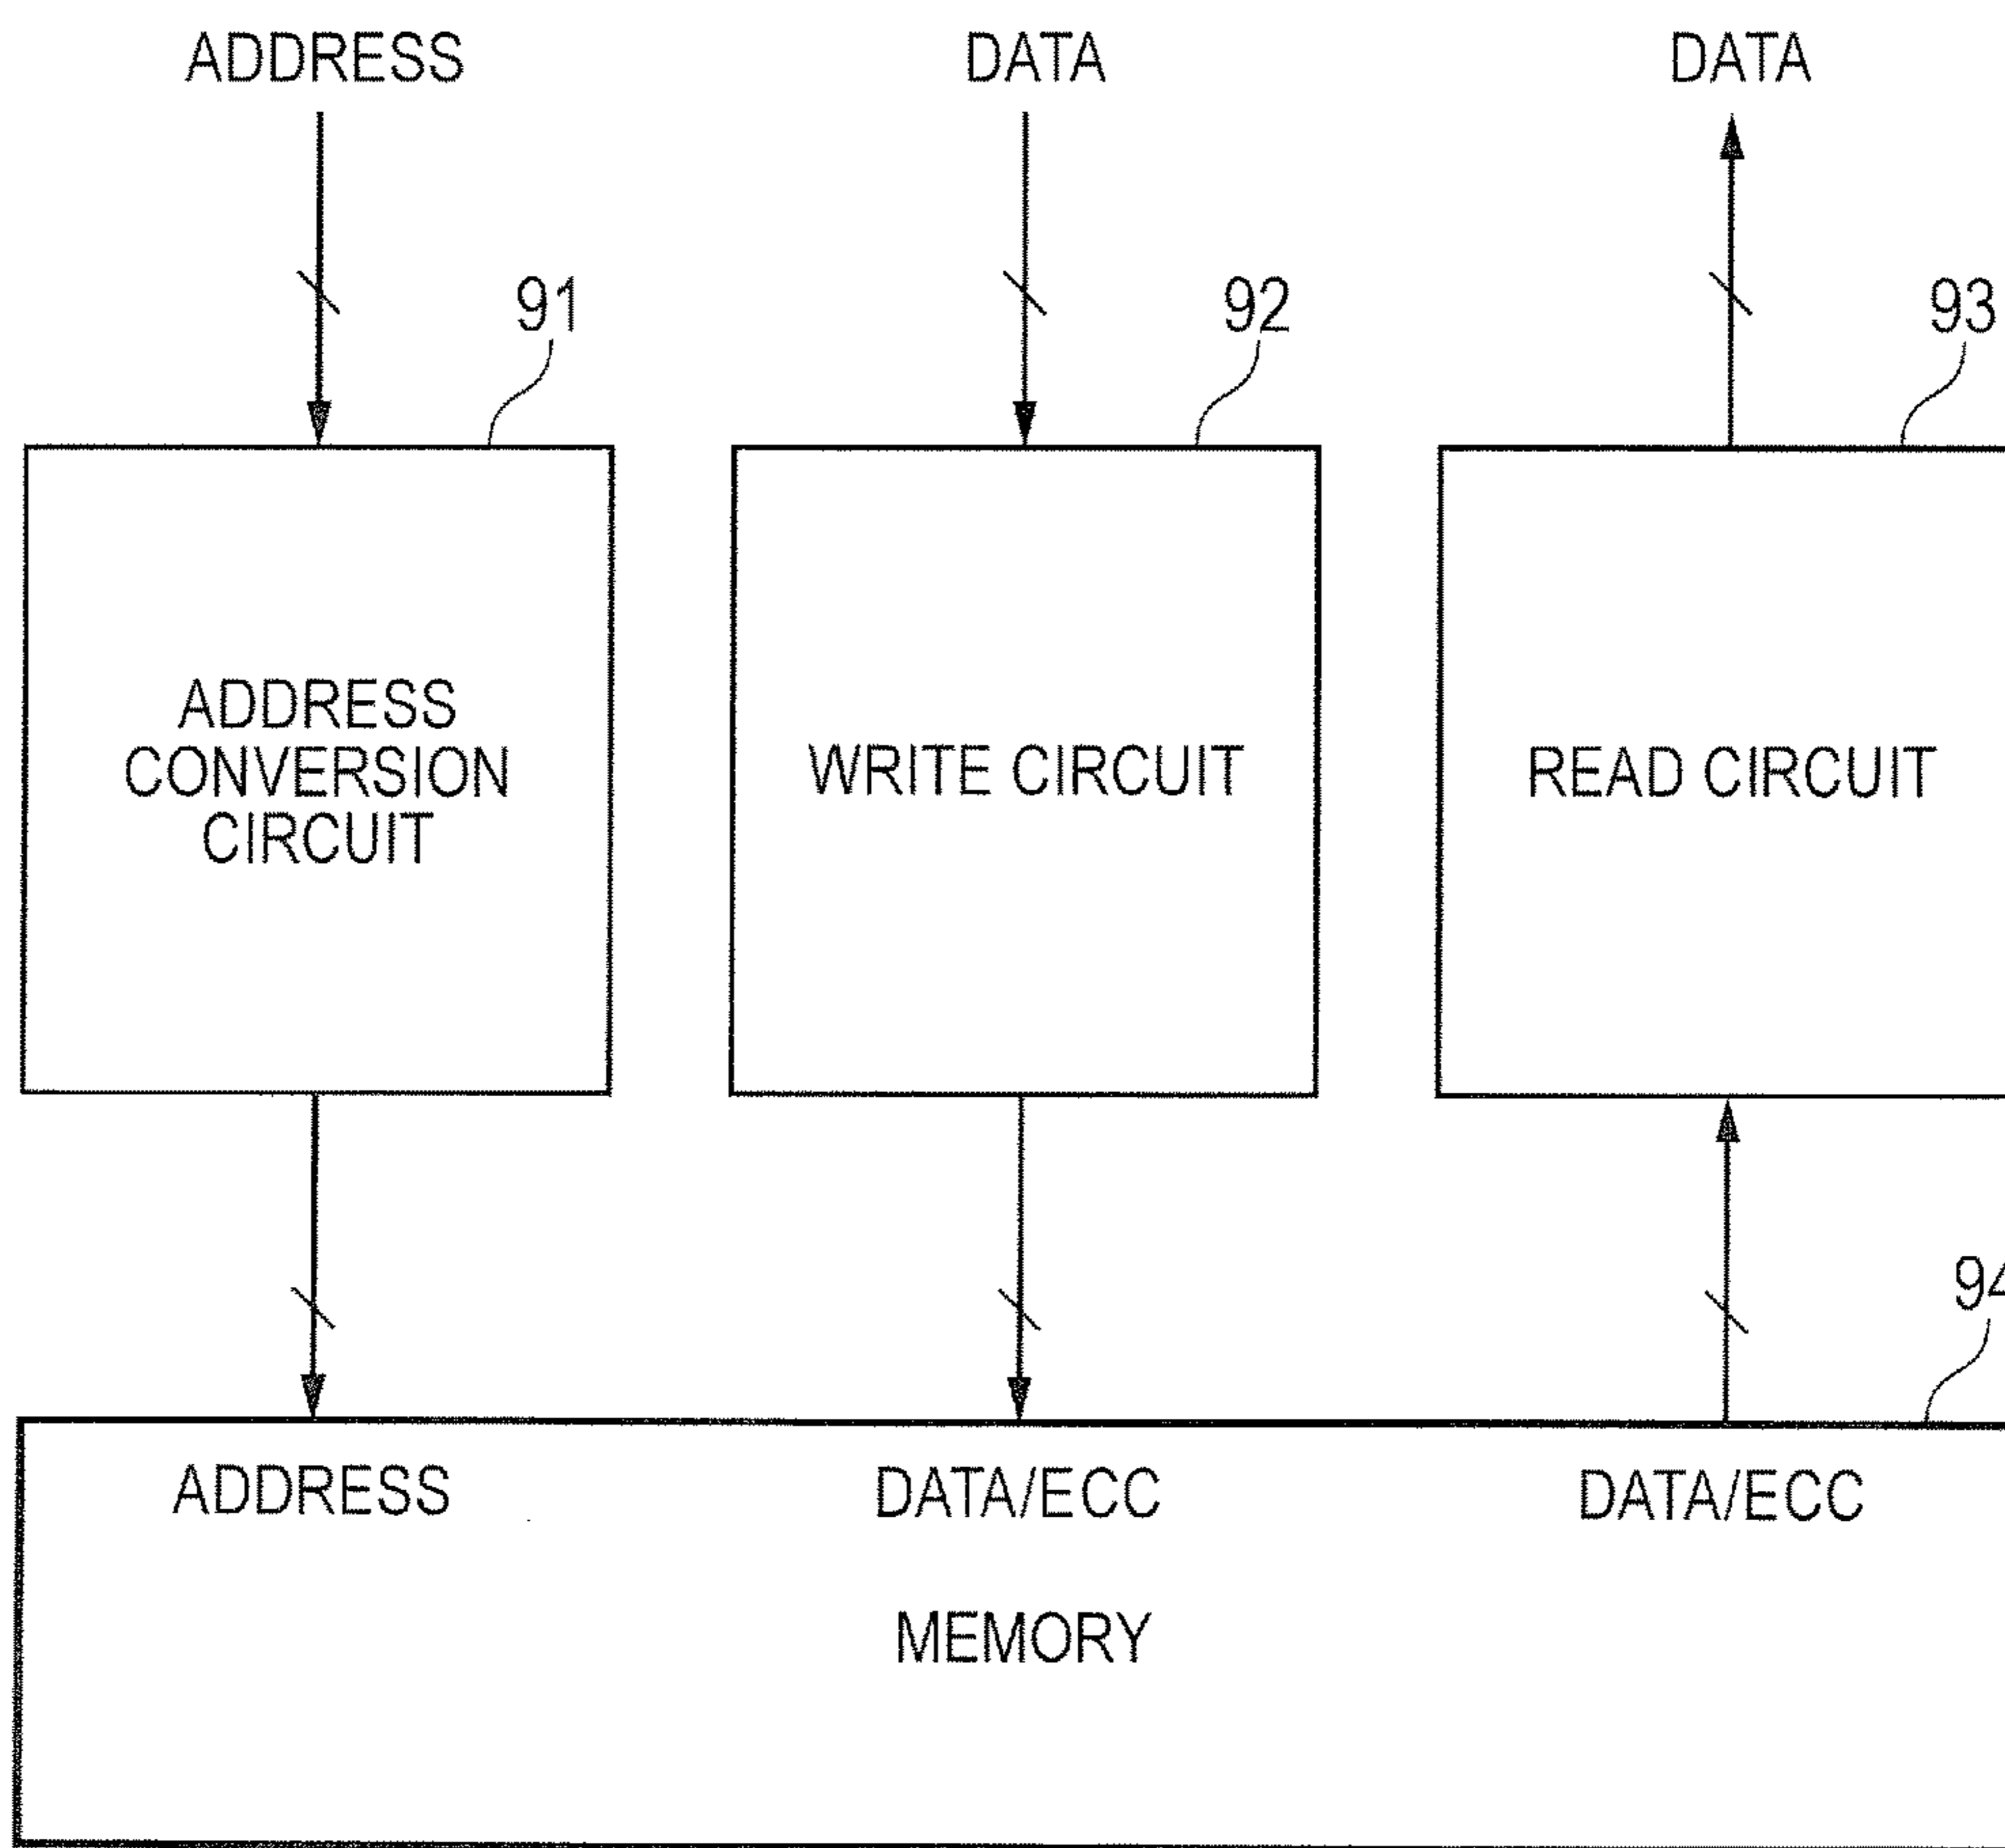 ADDRESS
DATA
DATA
91
92
93
ADDRESS
CONVERSION
CIRCUIT
WRITE CIRCUIT
READ CIRCUIT
94
ADDRESS
DATA/ECC
DATA/ECC
MEMORY